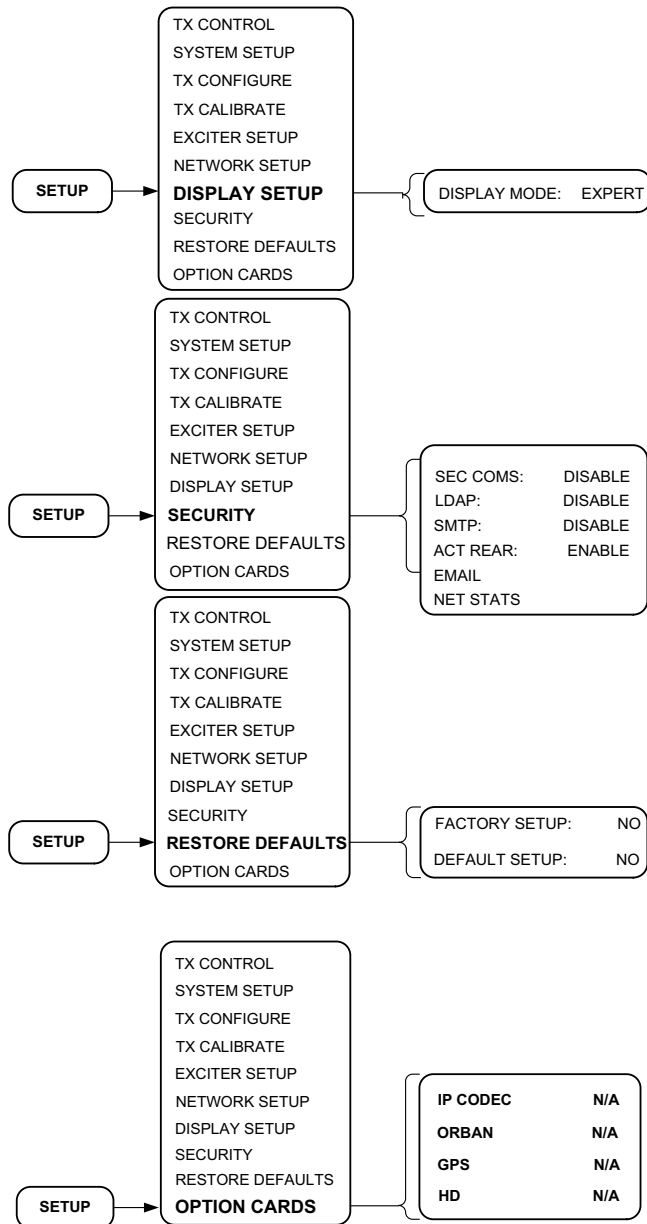 TX CONTROL
SYSTEM SETUP
TX CONFIGURE
TX CALIBRATE
EXCITER SETUP
NETWORK SETUP
SETUP
DISPLAY SETUP
DISPLAY MODE: EXPERT
SECURITY
RESTORE DEFAULTS
OPTION CARDS
TX CONTROL
SYSTEM SETUP
TX CONFIGURE
TX CALIBRATE
EXCITER SETUP
NETWORK SETUP
DISPLAY SETUP
SETUP
SECURITY
RESTORE DEFAULTS
OPTION CARDS
SEC COMS: DISABLE
LDAP: DISABLE
SMTP: DISABLE
ACT REAR: ENABLE
EMAIL
NET STATS
TX CONTROL
SYSTEM SETUP
TX CONFIGURE
TX CALIBRATE
EXCITER SETUP
NETWORK SETUP
DISPLAY SETUP
SECURITY
SETUP
RESTORE DEFAULTS
OPTION CARDS
FACTORY SETUP: NO
DEFAULT SETUP: NO
TX CONTROL
SYSTEM SETUP
TX CONFIGURE
TX CALIBRATE
EXCITER SETUP
NETWORK SETUP
DISPLAY SETUP
SECURITY
RESTORE DEFAULTS
SETUP
OPTION CARDS
IP CODEC N/A
ORBAN N/A
GPS N/A
HD N/A